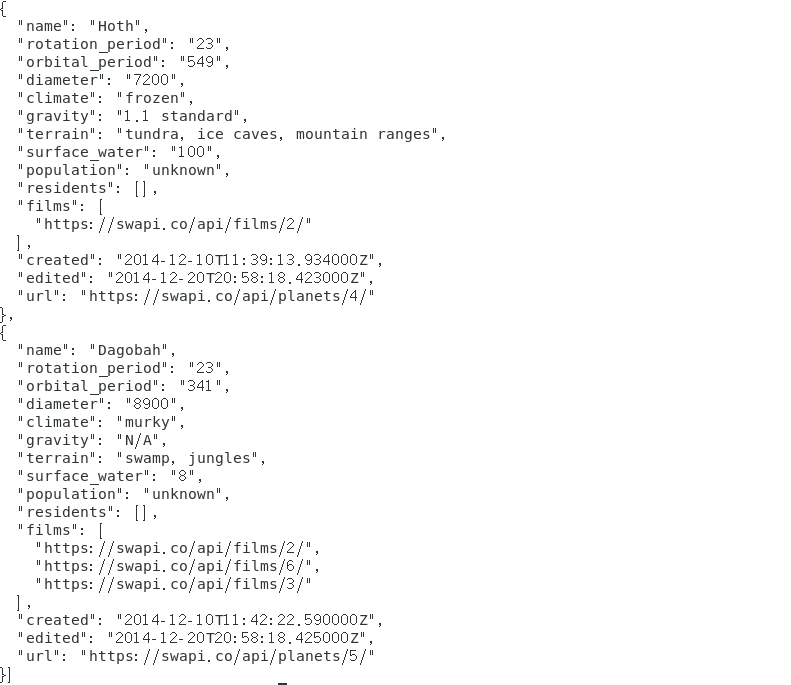 {
  "name": "Hoth",
  "rotation_period": "23",
  "orbital_period": "549",
  "diameter": "7200",
  "climate": "frozen",
  "gravity": "1.1 standard",
  "terrain": "tundra, ice caves, mountain ranges",
  "surface_water": "100",
  "population": "unknown",
  "residents": [],
  "films": [
    "https://swapi.co/api/films/2/"
  ],
  "created": "2014-12-10T11:39:13.934000Z",
  "edited": "2014-12-20T20:58:18.423000Z",
  "url": "https://swapi.co/api/planets/4/"
},
{
  "name": "Dagobah",
  "rotation_period": "23",
  "orbital_period": "341",
  "diameter": "8900",
  "climate": "murky",
  "gravity": "N/A",
  "terrain": "swamp, jungles",
  "surface_water": "8",
  "population": "unknown",
  "residents": [],
  "films": [
    "https://swapi.co/api/films/2/",
    "https://swapi.co/api/films/6/",
    "https://swapi.co/api/films/3/"
  ],
  "created": "2014-12-10T11:42:22.590000Z",
  "edited": "2014-12-20T20:58:18.425000Z",
  "url": "https://swapi.co/api/planets/5/"
}]